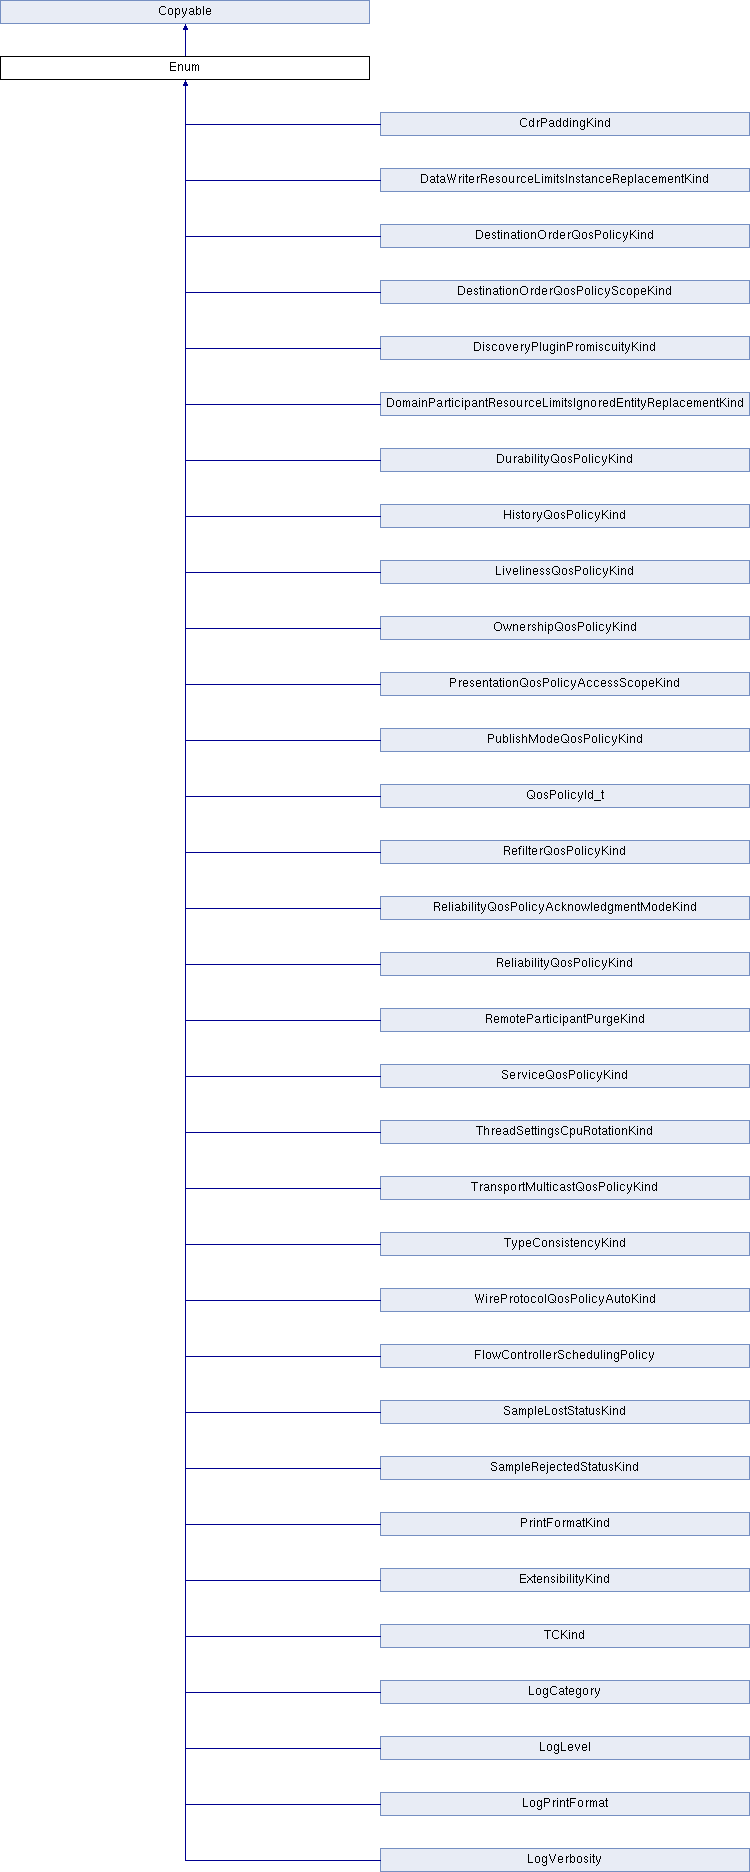 Copyable
Enum
CdrPaddingKind
DataWriterResourceLimitsInstanceReplacementKind
DestinationOrderQosPolicyKind
DestinationOrderQosPolicyScopeKind
DiscoveryPluginPromiscuityKind
DomainParticipantResourceLimitsIgnoredEntityReplacementKind
DurabilityQosPolicyKind
HistoryQosPolicyKind
LivelinessQosPolicyKind
OwnershipQosPolicyKind
PresentationQosPolicyAccessScopeKind
PublishModeQosPolicyKind
QosPolicyId_t
RefilterQosPolicyKind
ReliabilityQosPolicyAcknowledgmentModeKind
ReliabilityQosPolicyKind
RemoteParticipantPurgeKind
ServiceQosPolicyKind
ThreadSettingsCpuRotationKind
TransportMulticastQosPolicyKind
TypeConsistencyKind
WireProtocolQosPolicyAutoKind
FlowControllerSchedulingPolicy
SampleLostStatusKind
SampleRejectedStatusKind
PrintFormatKind
ExtensibilityKind
TCKind
LogCategory
LogLevel
LogPrintFormat
LogVerbosity